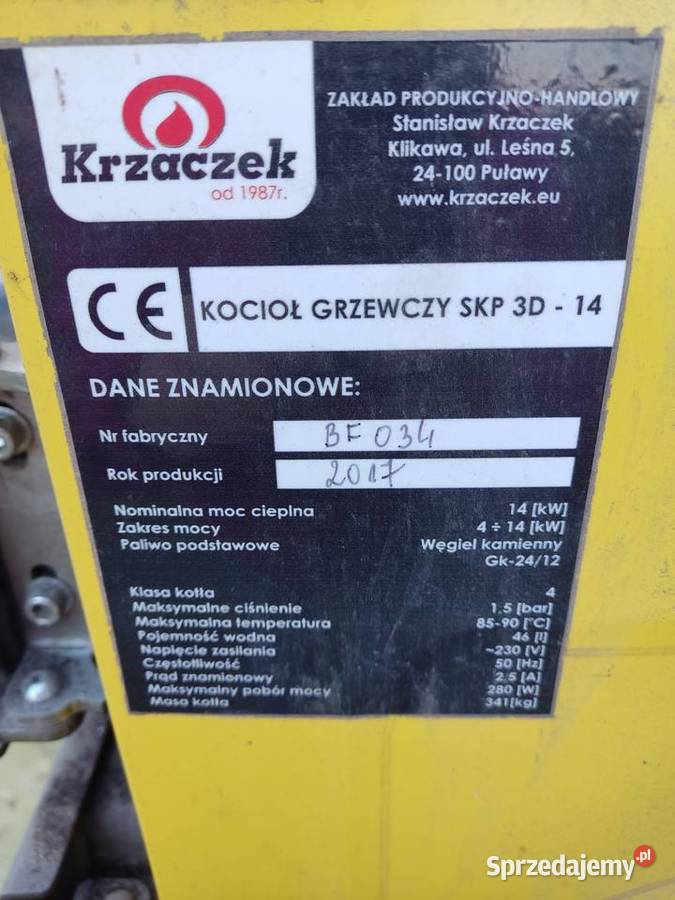 Krzaczek
od 1987r.
ZAKŁAD PRODUKCYJNO-HANDLOWY
Stanisław Krzaczek
Klikawa, ul. Leśna 5,
24-100 Puławy
www.krzaczek.eu
CE KOCIOŁ GRZEWCZY SKP 3D - 14
DANE ZNAMIONOWE:
Nr fabryczny BF 034
Rok produkcji 2017
Nominalna moc cieplna 14 [kW]
Zakres mocy 4 ÷ 14 [kW]
Paliwo podstawowe Węgiel kamienny
Gk-24/12
Klasa kotła 4
Maksymalne ciśnienie 1.5 [bar]
Maksymalna temperatura 85-90 [°C]
Pojemność wodna 46 [l]
Napięcie zasilania ~230 [V]
Częstotliwość 50 [Hz]
Prąd znamionowy 2.5 [A]
Maksymalny pobór mocy 280 [W]
Masa kotła 341[kg]
Sprzedajemy.pl